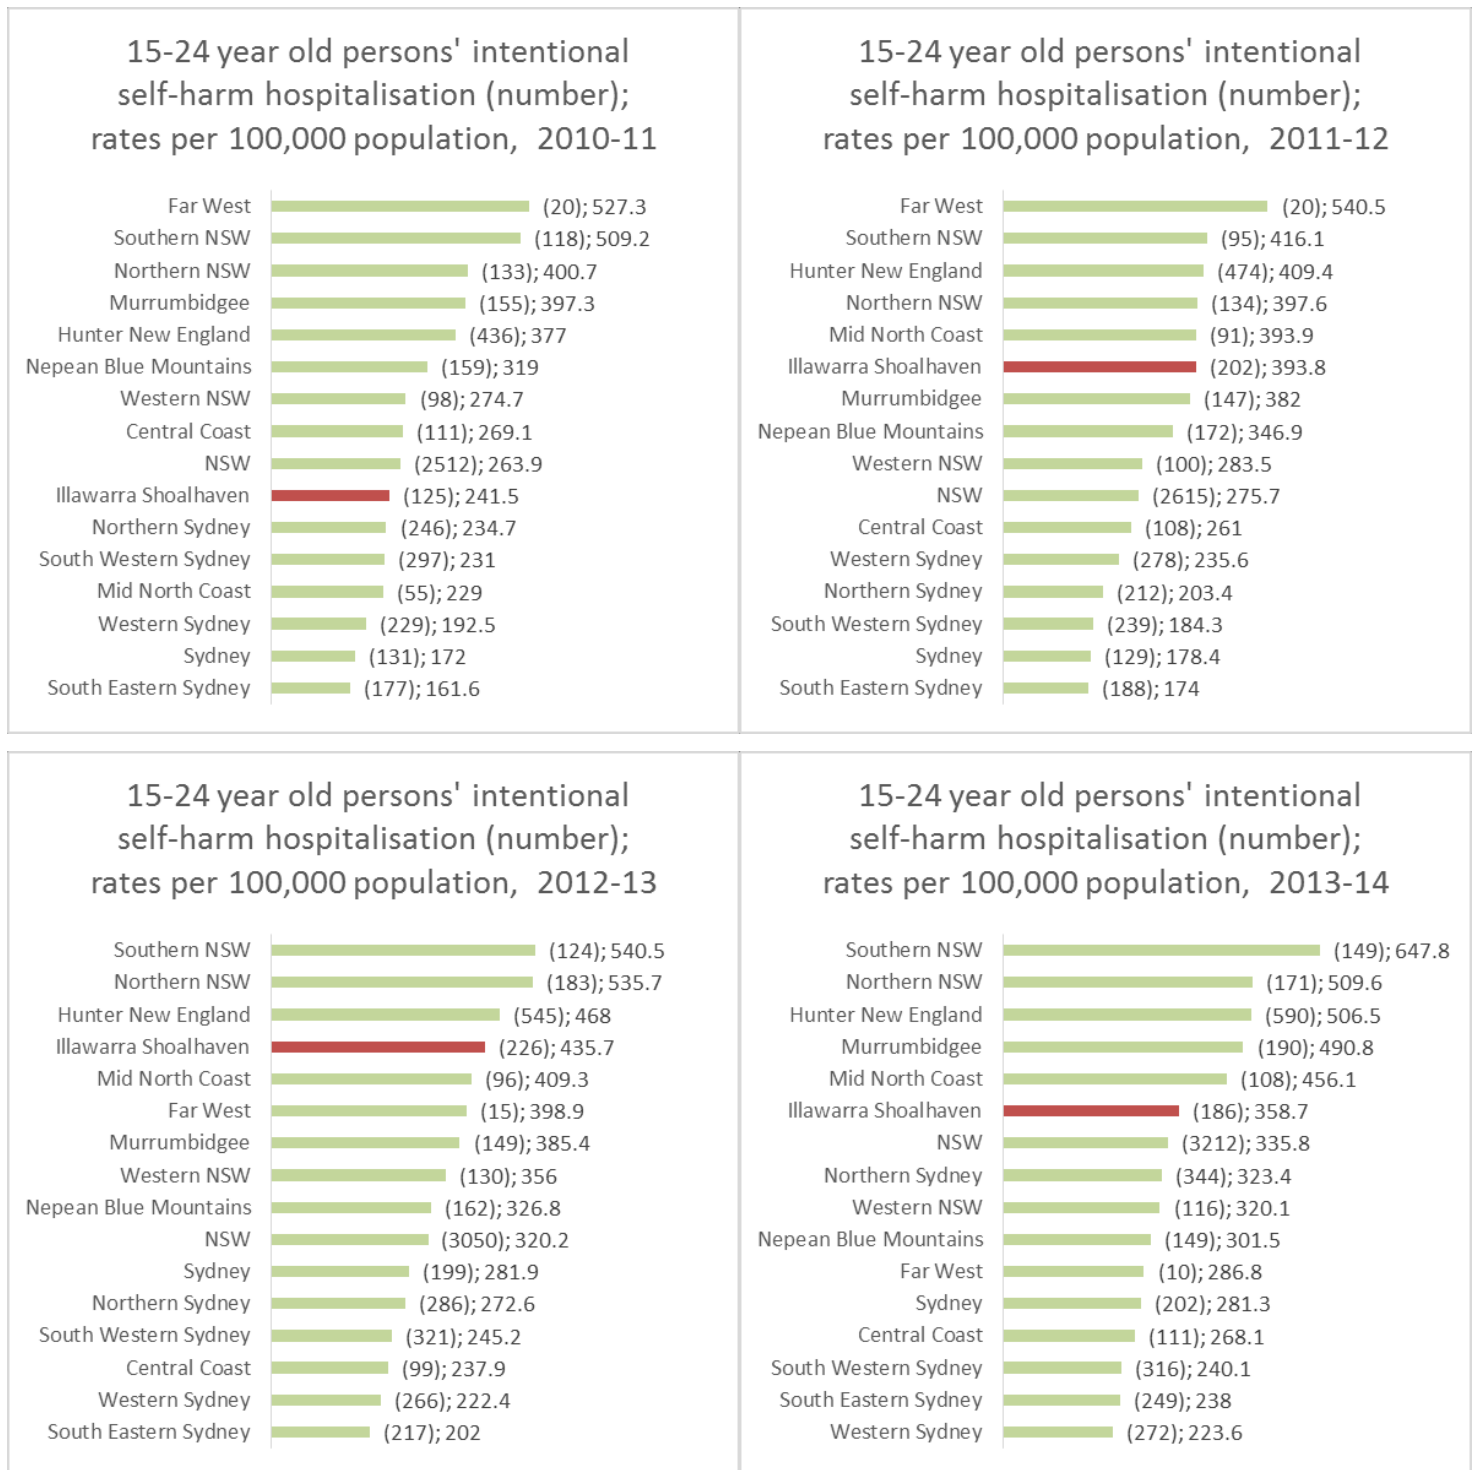 15-24 year old persons' intentional
self-harm hospitalisation (number);
rates per 100,000 population,  2010-11
Far West (20); 527.3
Southern NSW (118); 509.2
Northern NSW (133); 400.7
Murrumbidgee (155); 397.3
Hunter New England (436); 377
Nepean Blue Mountains (159); 319
Western NSW (98); 274.7
Central Coast (111); 269.1
NSW (2512); 263.9
Illawarra Shoalhaven (125); 241.5
Northern Sydney (246); 234.7
South Western Sydney (297); 231
Mid North Coast (55); 229
Western Sydney (229); 192.5
Sydney (131); 172
South Eastern Sydney (177); 161.6
15-24 year old persons' intentional
self-harm hospitalisation (number);
rates per 100,000 population,  2011-12
Far West (20); 540.5
Southern NSW (95); 416.1
Hunter New England (474); 409.4
Northern NSW (134); 397.6
Mid North Coast (91); 393.9
Illawarra Shoalhaven (202); 393.8
Murrumbidgee (147); 382
Nepean Blue Mountains (172); 346.9
Western NSW (100); 283.5
NSW (2615); 275.7
Central Coast (108); 261
Western Sydney (278); 235.6
Northern Sydney (212); 203.4
South Western Sydney (239); 184.3
Sydney (129); 178.4
South Eastern Sydney (188); 174
15-24 year old persons' intentional
self-harm hospitalisation (number);
rates per 100,000 population,  2012-13
Southern NSW (124); 540.5
Northern NSW (183); 535.7
Hunter New England (545); 468
Illawarra Shoalhaven (226); 435.7
Mid North Coast (96); 409.3
Far West (15); 398.9
Murrumbidgee (149); 385.4
Western NSW (130); 356
Nepean Blue Mountains (162); 326.8
NSW (3050); 320.2
Sydney (199); 281.9
Northern Sydney (286); 272.6
South Western Sydney (321); 245.2
Central Coast (99); 237.9
Western Sydney (266); 222.4
South Eastern Sydney (217); 202
15-24 year old persons' intentional
self-harm hospitalisation (number);
rates per 100,000 population,  2013-14
Southern NSW (149); 647.8
Northern NSW (171); 509.6
Hunter New England (590); 506.5
Murrumbidgee (190); 490.8
Mid North Coast (108); 456.1
Illawarra Shoalhaven (186); 358.7
NSW (3212); 335.8
Northern Sydney (344); 323.4
Western NSW (116); 320.1
Nepean Blue Mountains (149); 301.5
Far West (10); 286.8
Sydney (202); 281.3
Central Coast (111); 268.1
South Western Sydney (316); 240.1
South Eastern Sydney (249); 238
Western Sydney (272); 223.6